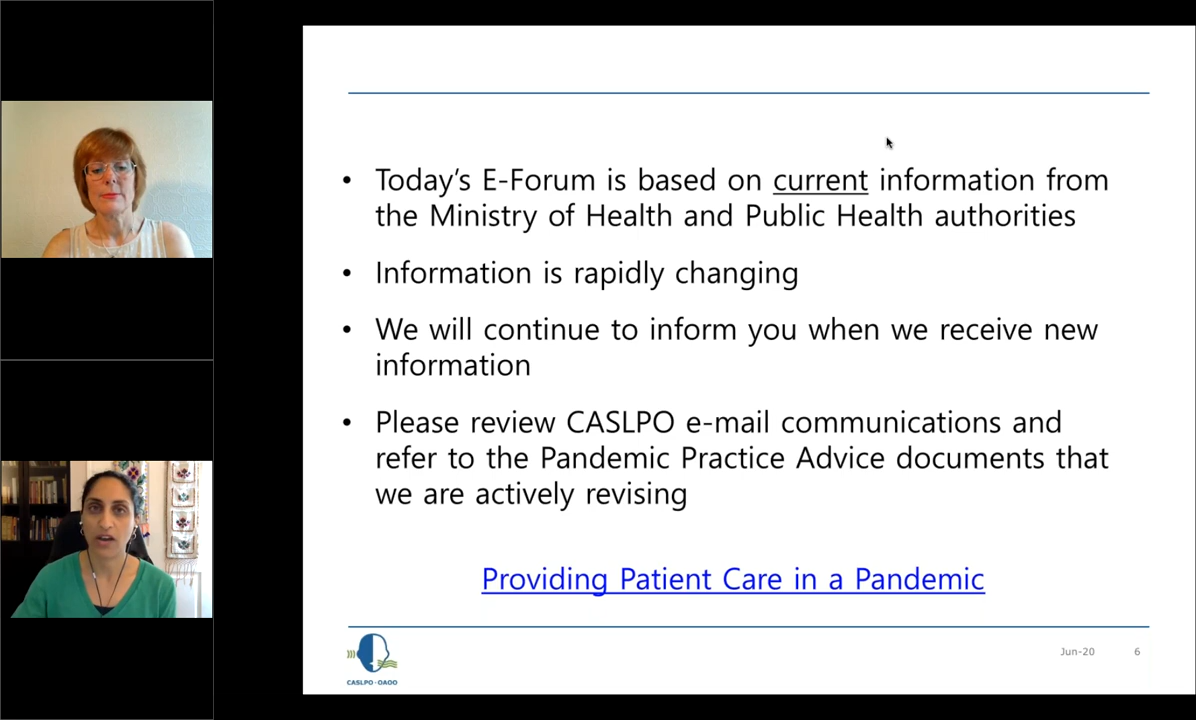 • Today's E-Forum is based on current information from
the Ministry of Health and Public Health authorities
• Information is rapidly changing
• We will continue to inform you when we receive new
information
• Please review CASLPO e-mail communications and
refer to the Pandemic Practice Advice documents that
we are actively revising
Providing Patient Care in a Pandemic
CASLPO • OAOO
Jun-20 6